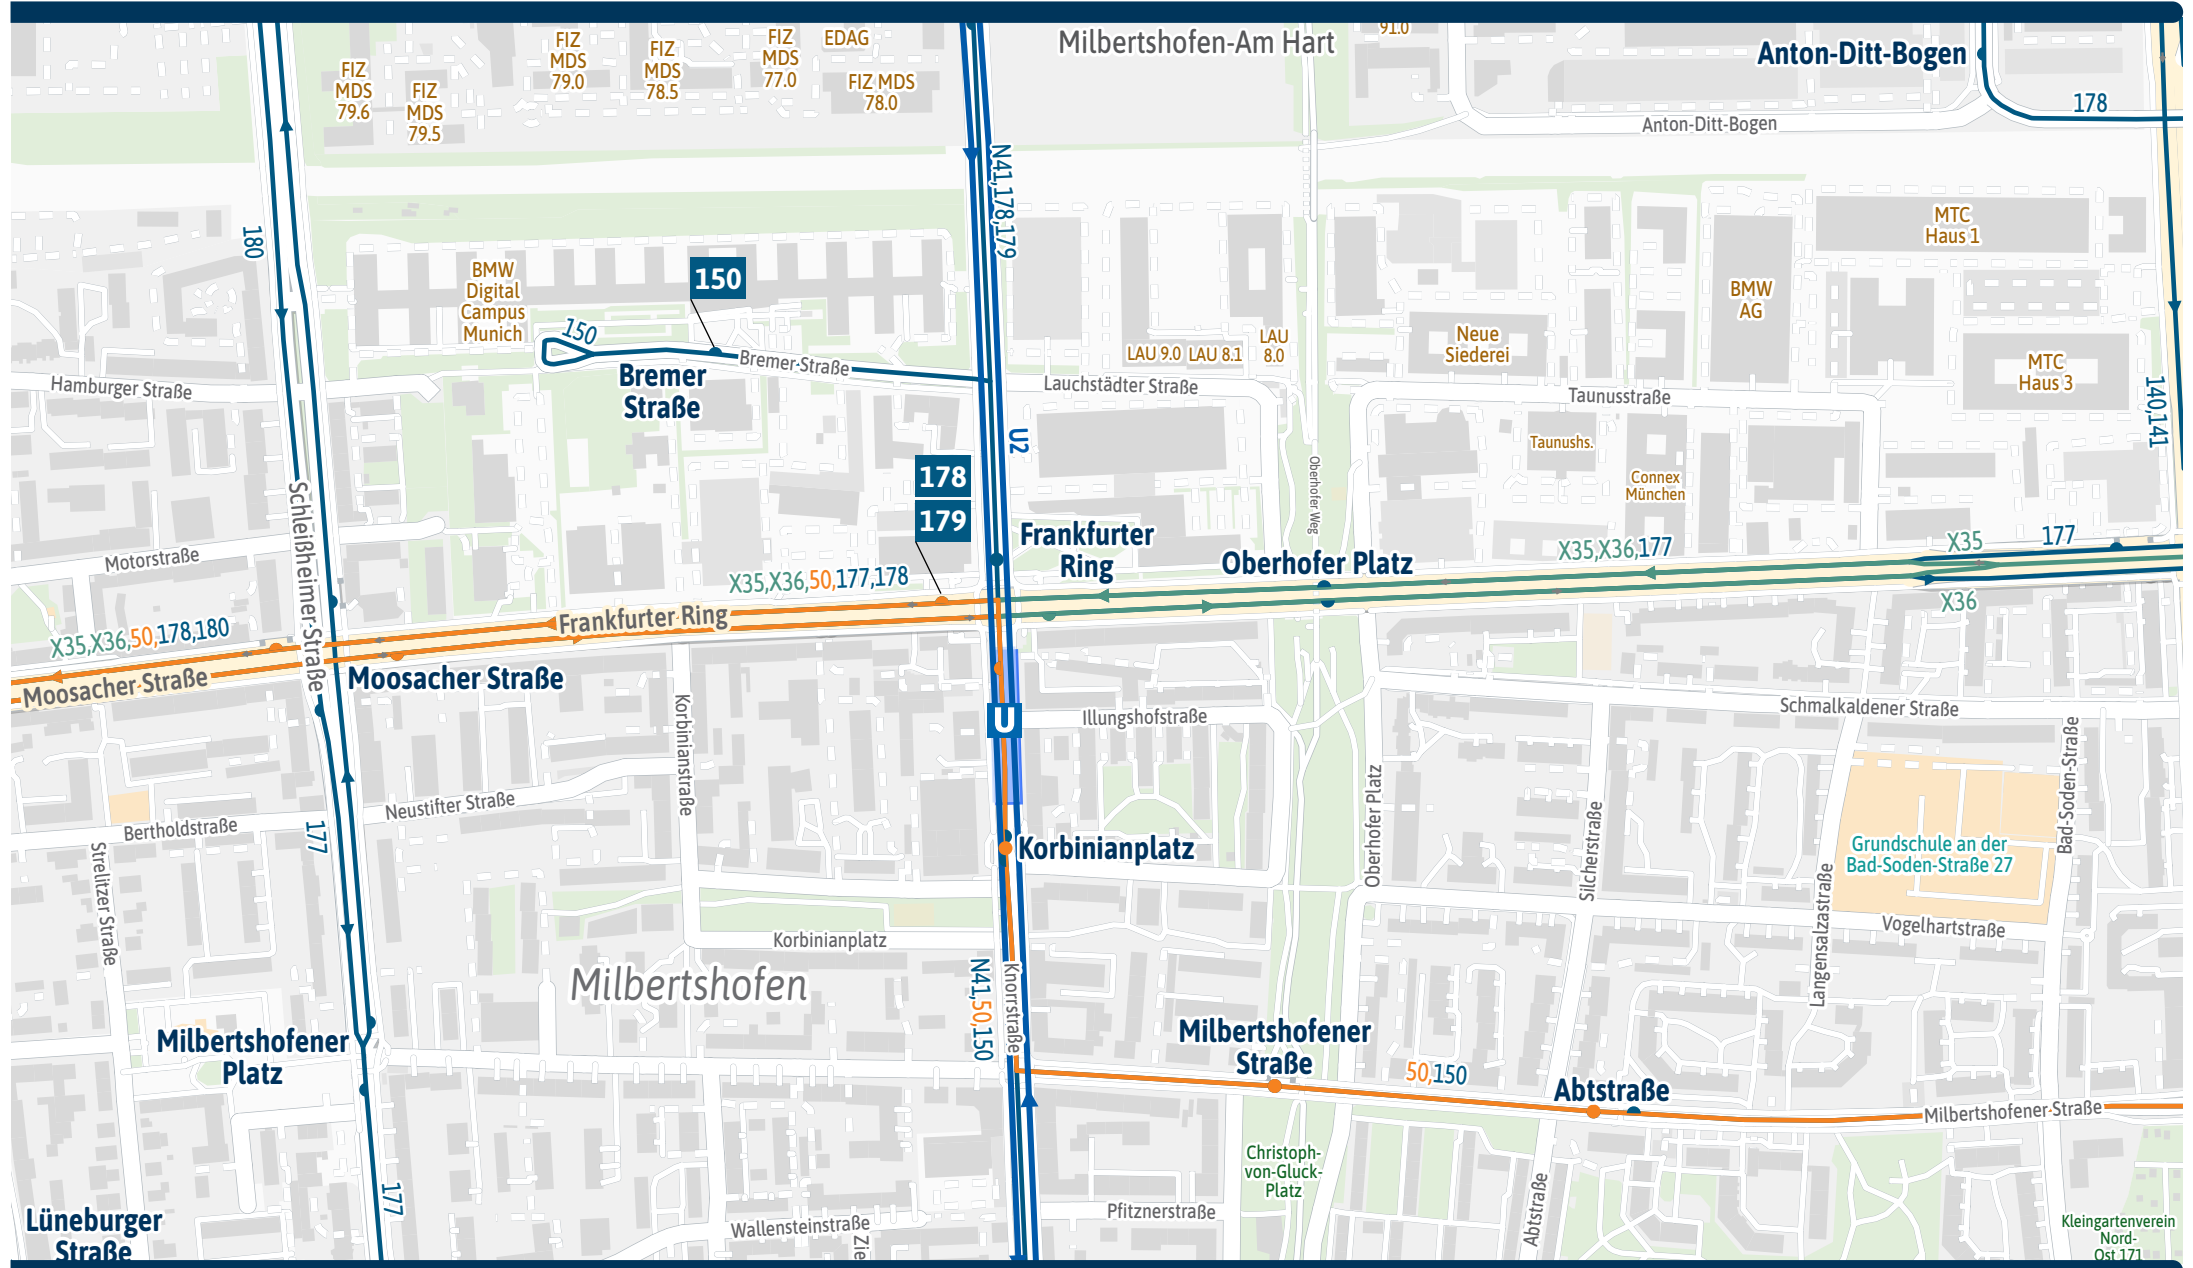 Milbertshofen-Am Hart
91.0
Anton-Ditt-Bogen
178
Anton-Ditt-Bogen
FIZ
MDS
79.6
FIZ
MDS
79.5
FIZ
MDS
79.0
FIZ
MDS
78.5
FIZ
MDS
77.0
EDAG
FIZ MDS
78.0
N41,178,179
180
BMW
Digital
Campus
Munich
150
150
Bremer
Straße
Bremer-Straße
Hamburger Straße
Lauchstädter Straße
LAU 9.0
LAU 8.1
LAU
8.0
Neue
Siederei
BMW
AG
MTC
Haus 1
MTC
Haus 3
140,141
Taunusstraße
Taunushs.
Connex
München
Oberhofer Weg
U2
178
179
Schleißheimer-Straße
Motorstraße
Frankfurter
Ring
Oberhofer Platz
X35,X36,177
X35
177
X36
X35,X36,50,177,178
Frankfurter Ring
X35,X36,50,178,180
Moosacher Straße
Moosacher Straße
Korbinianstraße
U
Illungshofstraße
Schmalkaldener Straße
Bad-Soden-Straße
Oberhofer Platz
Silcherstraße
Neustifter Straße
Bertholdstraße
177
Strelitzer Straße
Korbinianplatz
Grundschule an der
Bad-Soden-Straße 27
Langensalzastraße
Vogelhartstraße
Korbinianplatz
Milbertshofen
N41,50,150
Knorrstraße
Milbertshofener
Platz
Milbertshofener
Straße
50,150
Abtstraße
Milbertshofener-Straße
Christoph-
von-Gluck-
Platz
Abtstraße
177
Lüneburger
Straße
Wallensteinstraße
Zie
Pfitznerstraße
Kleingartenverein
Nord-
Ost 171